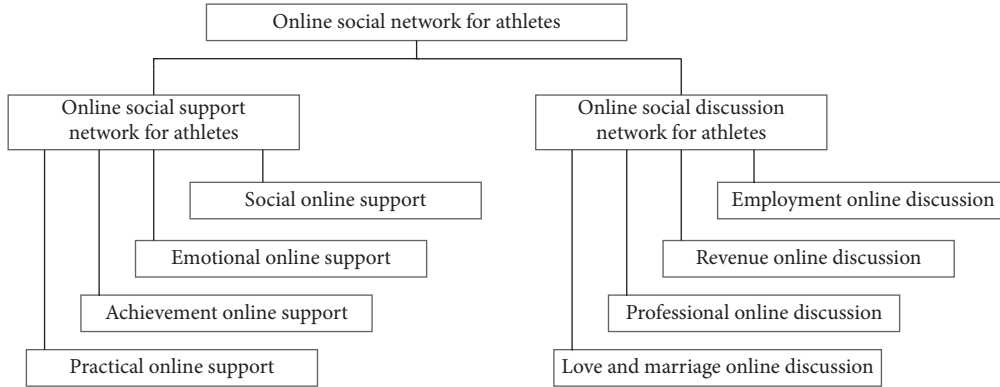 Online social network for athletes
Online social support
network for athletes
Online social discussion
network for athletes
Social online support
Employment online discussion
Emotional online support
Revenue online discussion
Achievement online support
Professional online discussion
Practical online support
Love and marriage online discussion